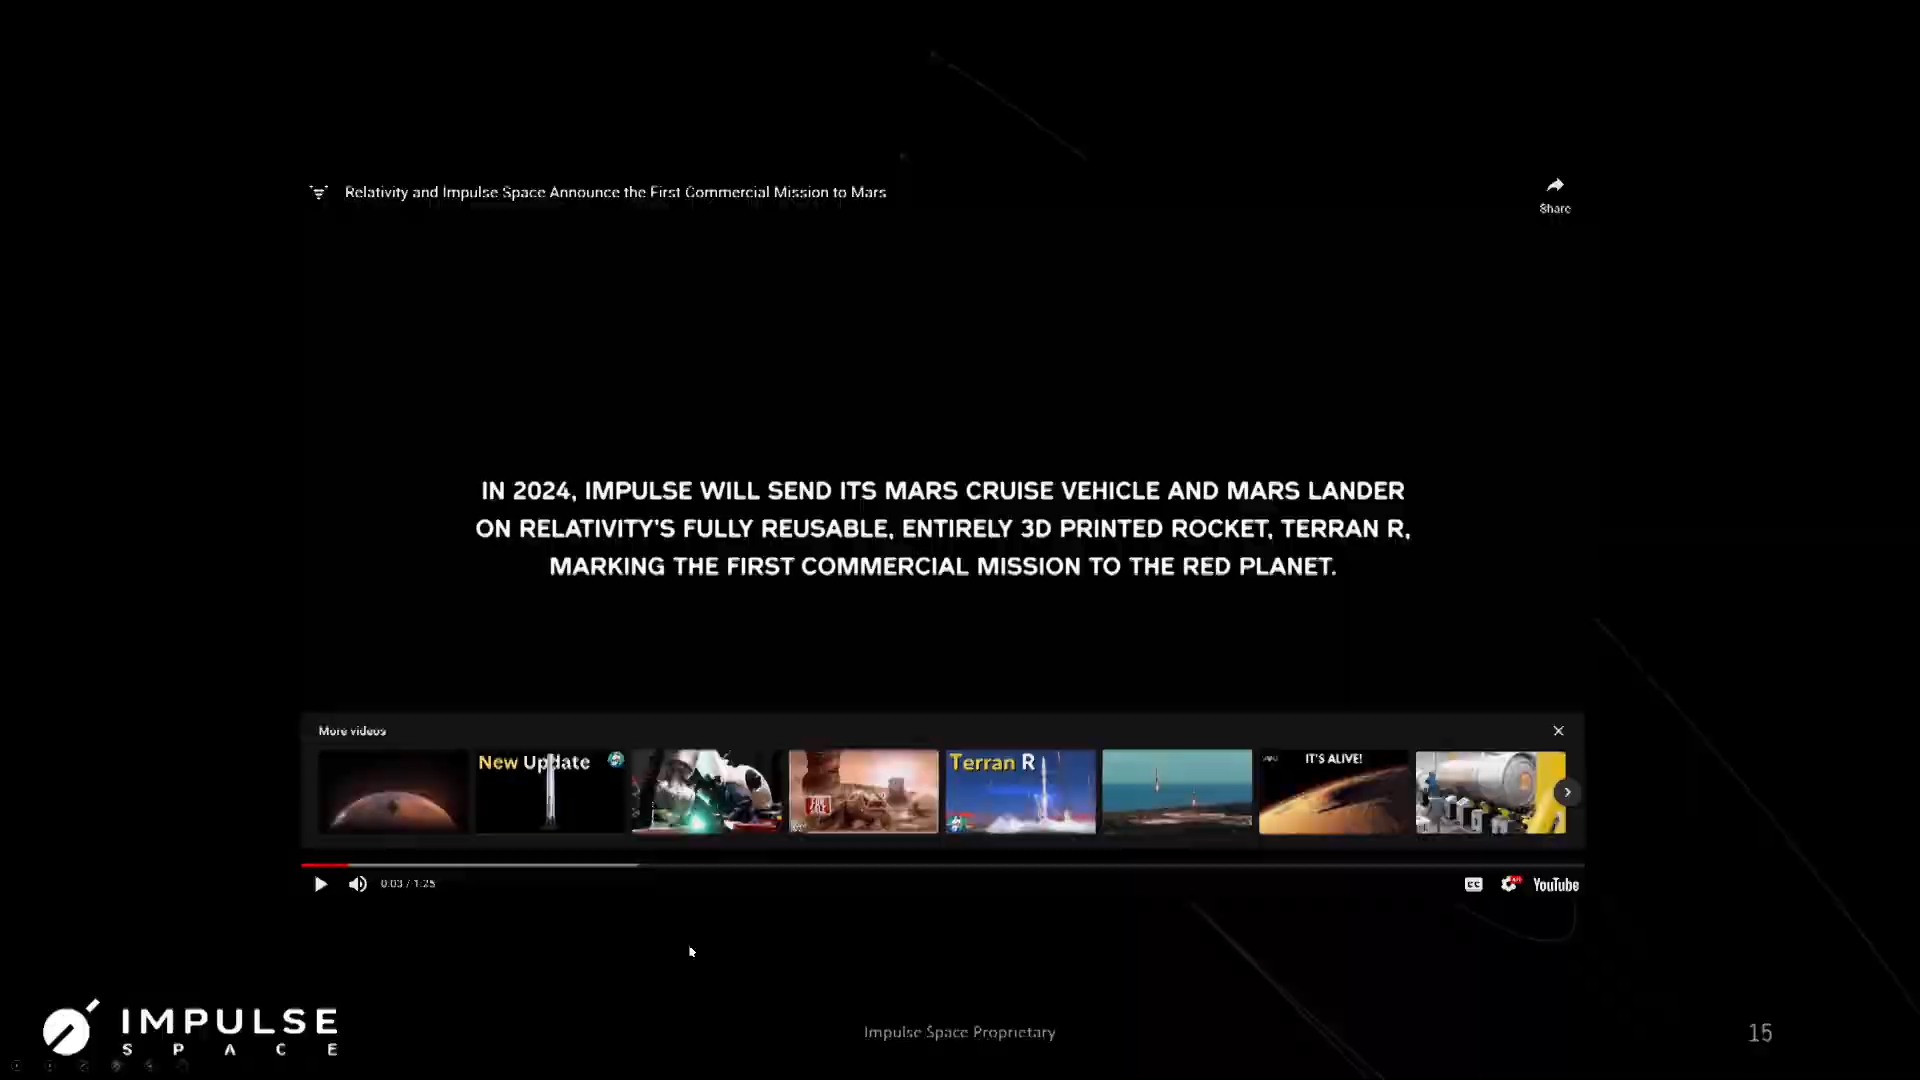 Relativity and Impulse Space Announce the First Commercial Mission to Mars
Share
IN 2024, IMPULSE WILL SEND ITS MARS CRUISE VEHICLE AND MARS LANDER
ON RELATIVITY'S FULLY REUSABLE, ENTIRELY 3D PRINTED ROCKET, TERRAN R,
MARKING THE FIRST COMMERCIAL MISSION TO THE RED PLANET.
More videos
New Update
Terran R
IT'S ALIVE!
0:03 / 1:25
CC
YouTube
IMPULSE
SPACE
Impulse Space Proprietary
15